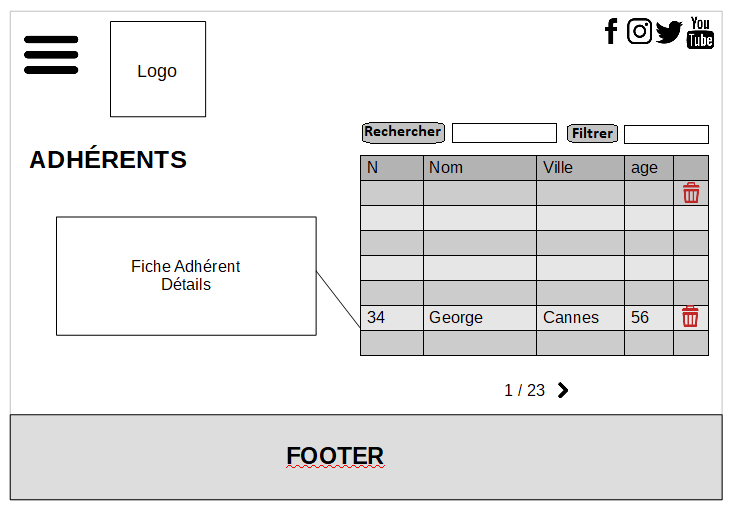 You
Tube
Logo
Rechercher
Filtrer
ADHÉRENTS
N Nom Ville age
Fiche Adhérent
Détails
34 George Cannes 56
1 / 23
FOOTER